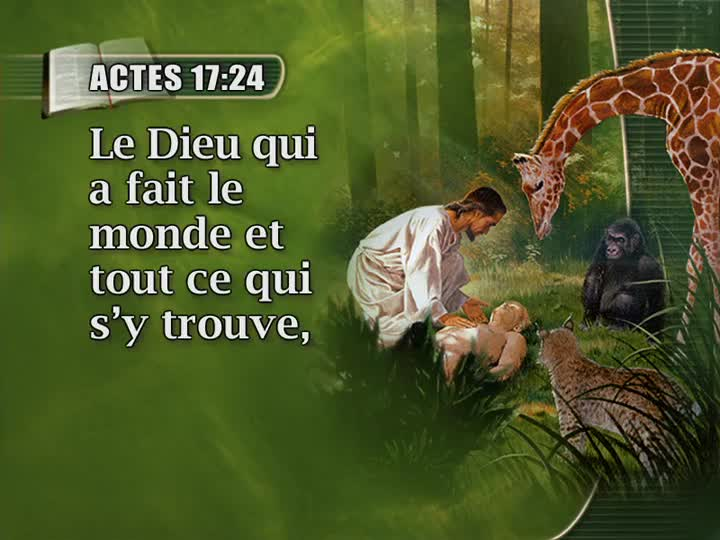 ACTES 17:24
Le Dieu qui
a fait le
monde et
tout ce qui
s’y trouve,